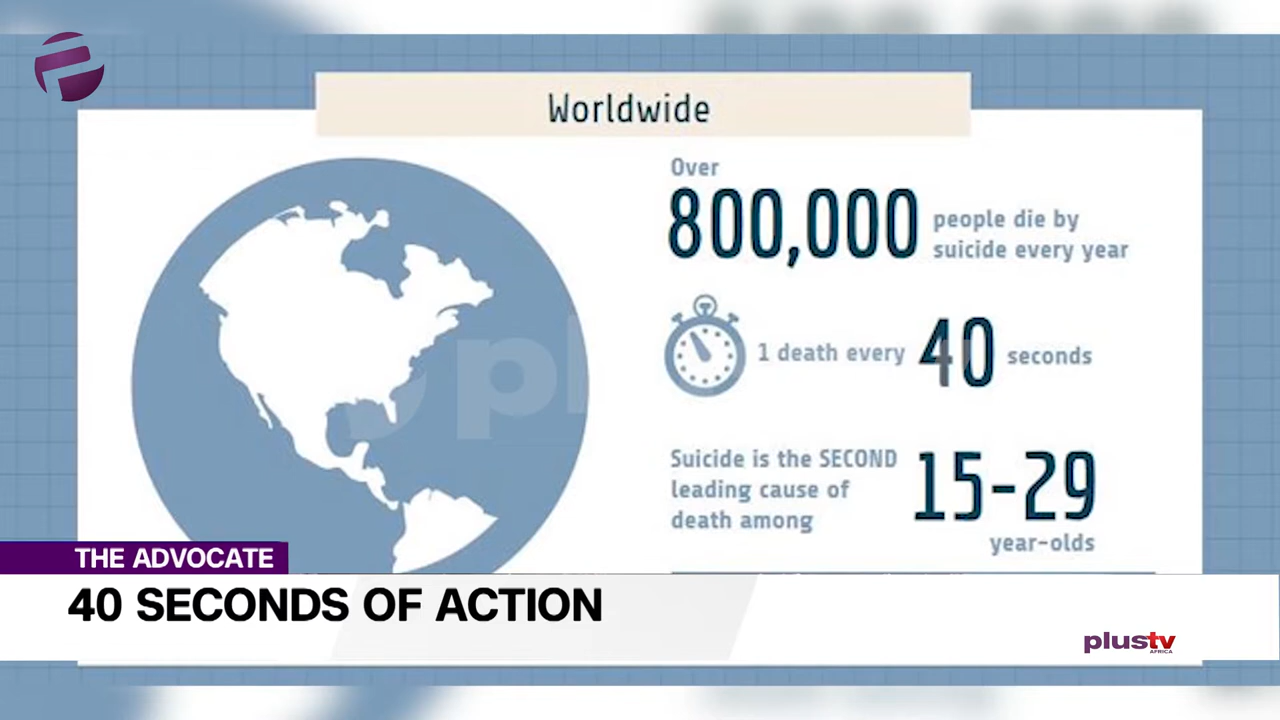 Worldwide
Over
800,000
people die by
suicide every year
1 death every 40 seconds
Suicide is the SECOND
leading cause of
death among
15-29
year-olds
THE ADVOCATE
40 SECONDS OF ACTION
plustv
AFRICA
pl